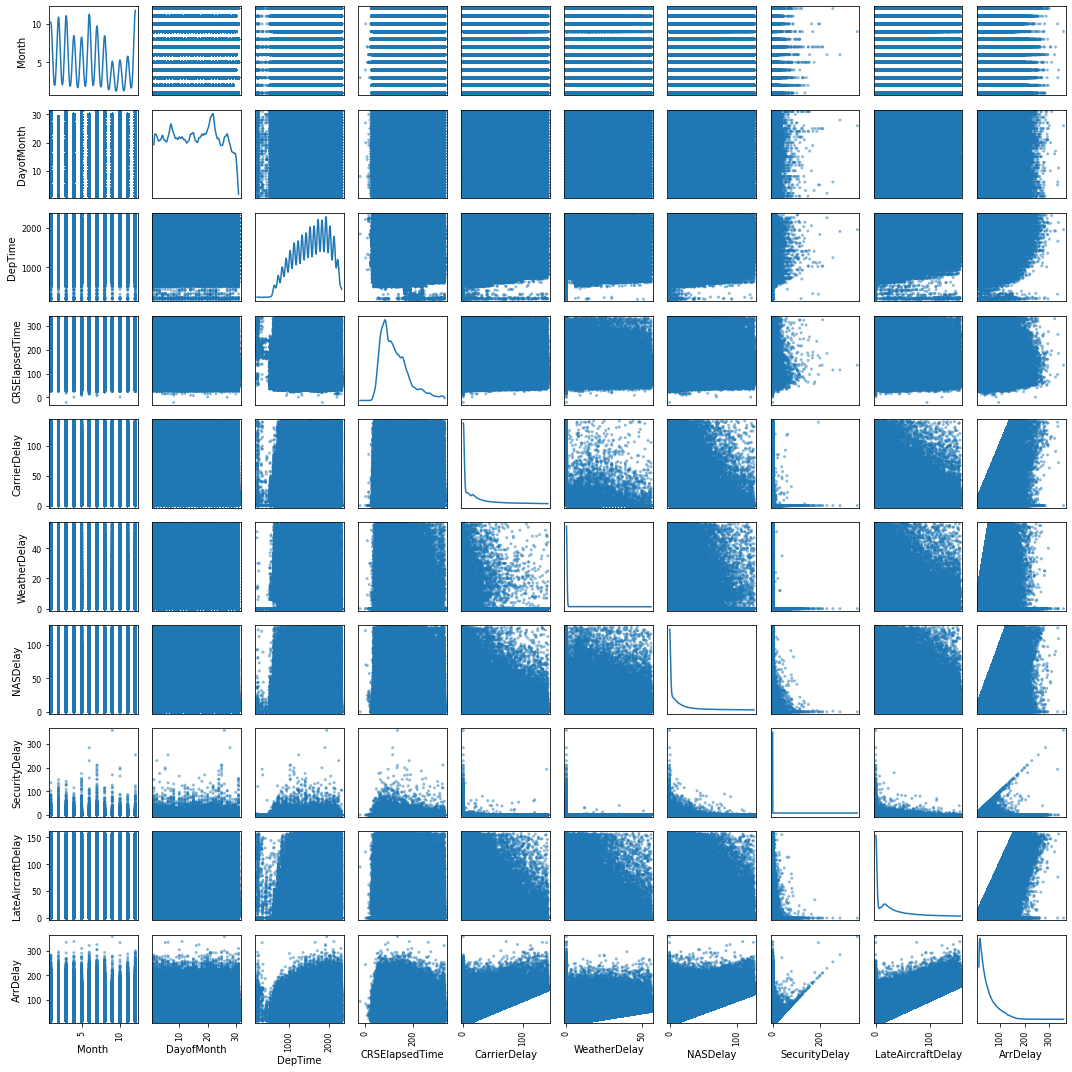 10
5
Month
30
20
10
DayofMonth
2000
1000
DepTime
300
200
100
0
CRSElapsedTime
100
50
0
CarrierDelay
40
20
0
WeatherDelay
100
50
0
NASDelay
300
200
100
0
SecurityDelay
150
100
50
0
LateAircraftDelay
300
200
100
ArrDelay
5 10 10 20 30 1000 2000 0 200 0 100 0 50 0 100 0 200 0 100 100 200 300
Month DayofMonth DepTime CRSElapsedTime CarrierDelay WeatherDelay NASDelay SecurityDelay LateAircraftDelay ArrDelay